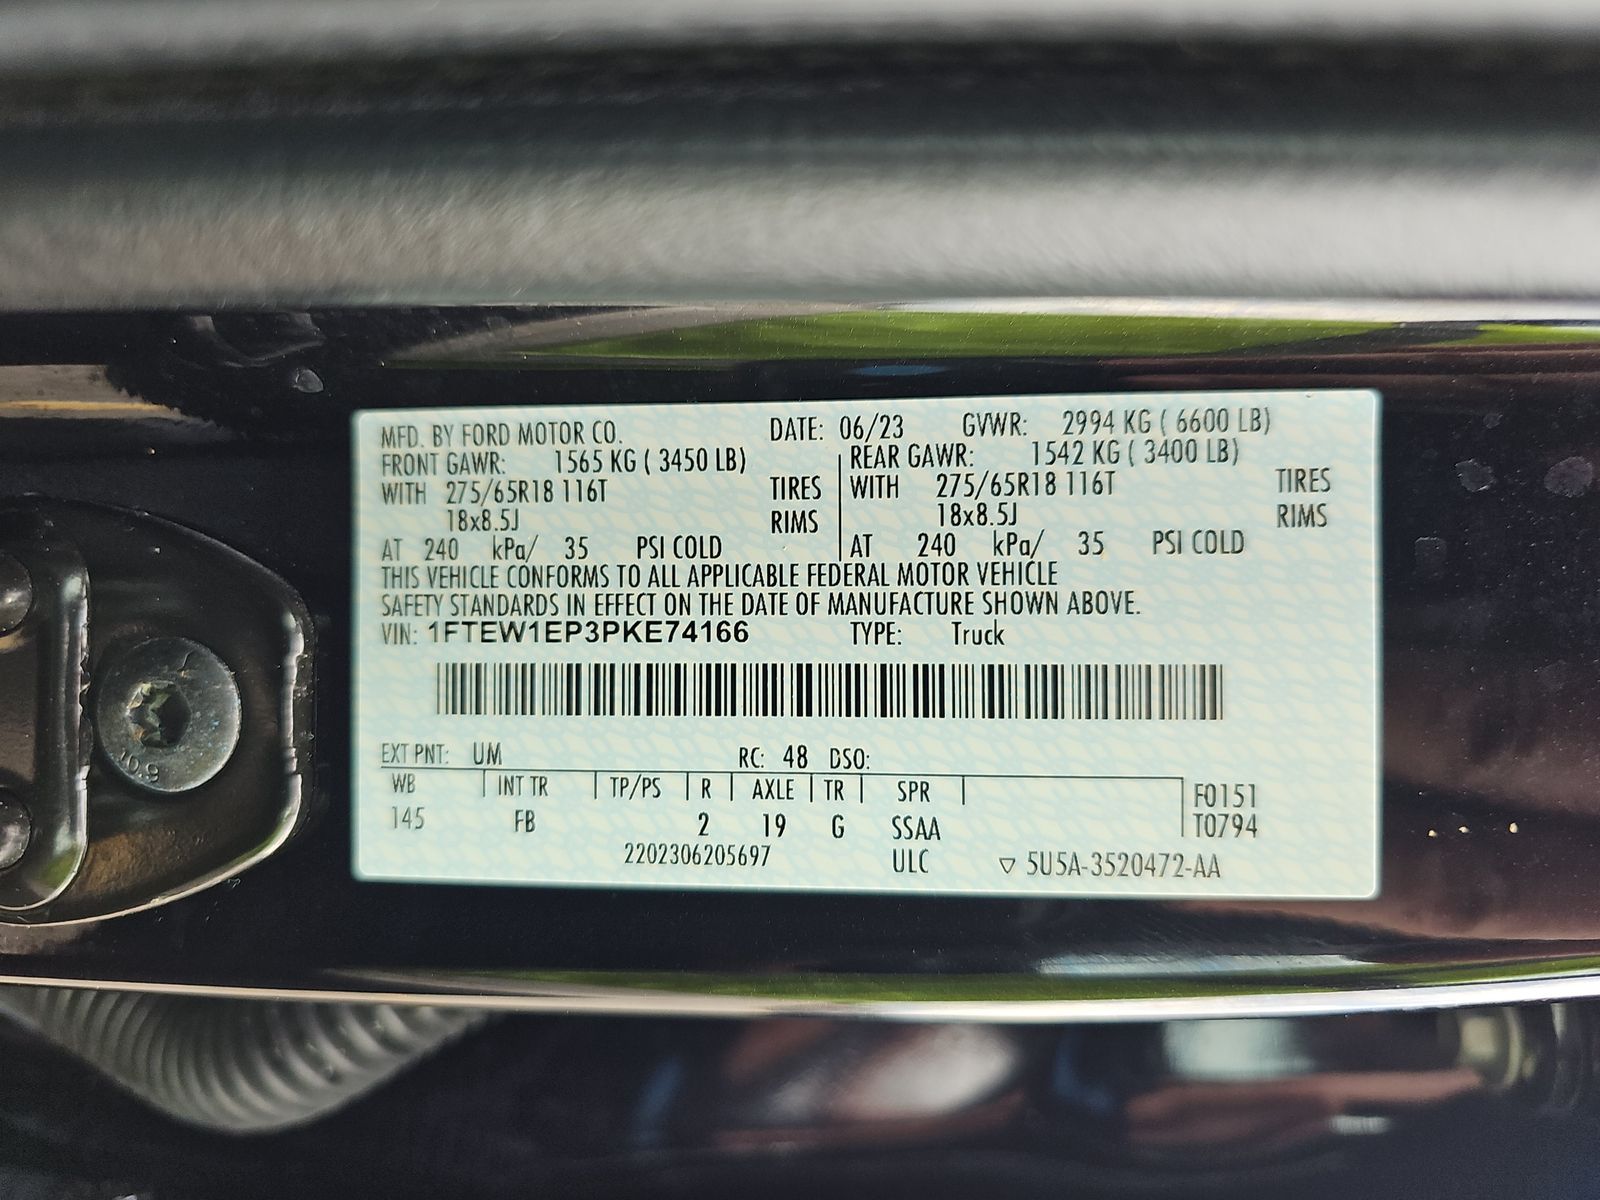 MFD. BY FORD MOTOR CO. DATE: 06/23 GVWR: 2994 KG ( 6600 LB)
FRONT GAWR: 1565 KG ( 3450 LB) REAR GAWR: 1542 KG ( 3400 LB)
WITH 275/65R18 116T TIRES WITH 275/65R18 116T TIRES
18x8.5J RIMS 18x8.5J RIMS
AT 240 kPa/ 35 PSI COLD AT 240 kPa/ 35 PSI COLD
THIS VEHICLE CONFORMS TO ALL APPLICABLE FEDERAL MOTOR VEHICLE
SAFETY STANDARDS IN EFFECT ON THE DATE OF MANUFACTURE SHOWN ABOVE.
VIN: 1FTEW1EP3PKE74166 TYPE: Truck
EXT PNT: UM RC: 48 DSO:
WB INT TR TP/PS R AXLE TR SPR F0151
145 FB 2 19 G SSAA T0794
2202306205697 ULC ▽ 5U5A-3520472-AA
10.9